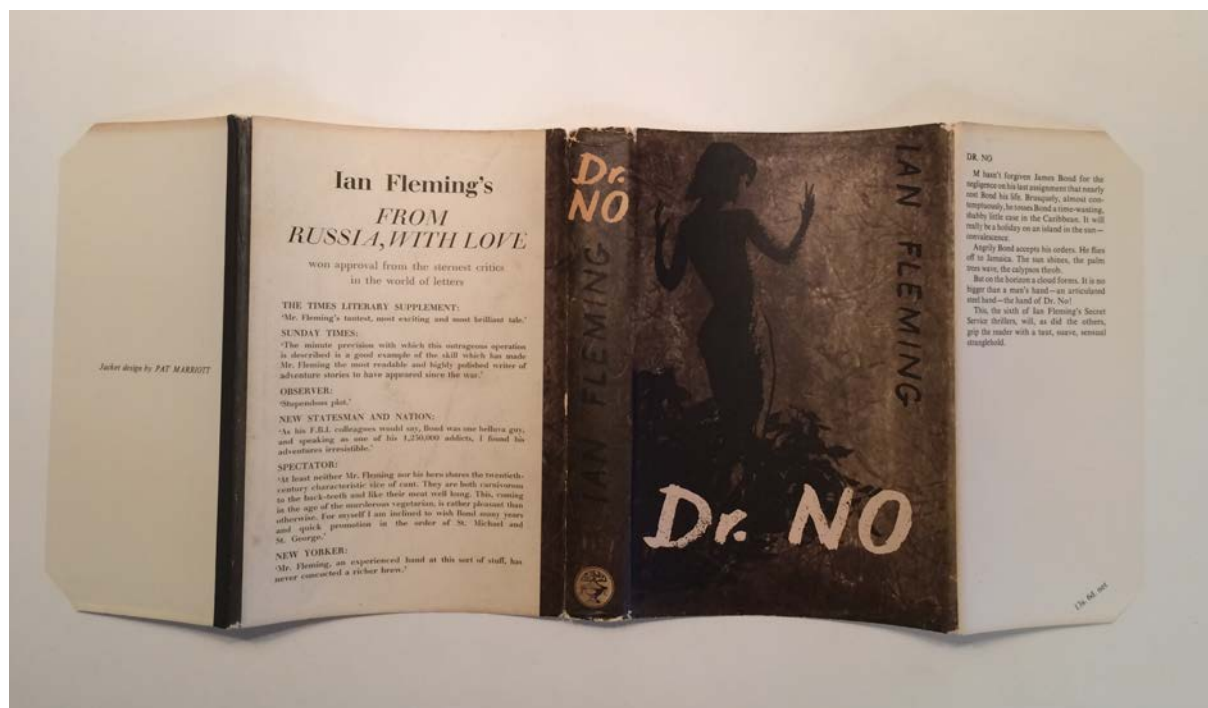 Jacket design by PAT MARRIOTT
Ian Fleming's
FROM
RUSSIA, WITH LOVE
won approval from the sternest critics
in the world of letters
THE TIMES LITERARY SUPPLEMENT:
'Mr. Fleming's tautest, most exciting and most brilliant tale.'
SUNDAY TIMES:
'The minute precision with which this outrageous operation
is described is a good example of the skill which has made
Mr. Fleming the most readable and highly polished writer of
adventure stories to have appeared since the war.'
OBSERVER:
'Stupendous plot.'
NEW STATESMAN AND NATION:
'As his F.B.I. colleagues would say, Bond was one helluva guy,
and speaking as one of his 1,250,000 addicts, I found his
adventures irresistible.'
SPECTATOR:
'At least neither Mr. Fleming nor his hero shares the twentieth-
century characteristic vice of cant. They are both carnivorous
to the back-teeth and like their meat well hung. This, coming
in the age of the murderous vegetarian, is rather pleasant than
otherwise. For myself I am inclined to wish Bond many years
and quick promotion in the order of St. Michael and
St. George.'
NEW YORKER:
'Mr. Fleming, an experienced hand at this sort of stuff, has
never concocted a richer brew.'
Dr.
NO
IAN FLEMING
IAN FLEMING
Dr. NO
DR. NO
M hasn't forgiven James Bond for the
negligence on his last assignment that nearly
cost Bond his life. Brusquely, almost con-
temptuously, he tosses Bond a time-wasting,
shabby little case in the Caribbean. It will
really be a holiday on an island in the sun—
convalescence.
Angrily Bond accepts his orders. He flies
off to Jamaica. The sun shines, the palm
trees wave, the calypsos throb.
But on the horizon a cloud forms. It is no
bigger than a man's hand—an articulated
steel hand—the hand of Dr. No!
This, the sixth of Ian Fleming's Secret
Service thrillers, will, as did the others,
grip the reader with a taut, suave, sensual
stranglehold.
13s. 6d. net